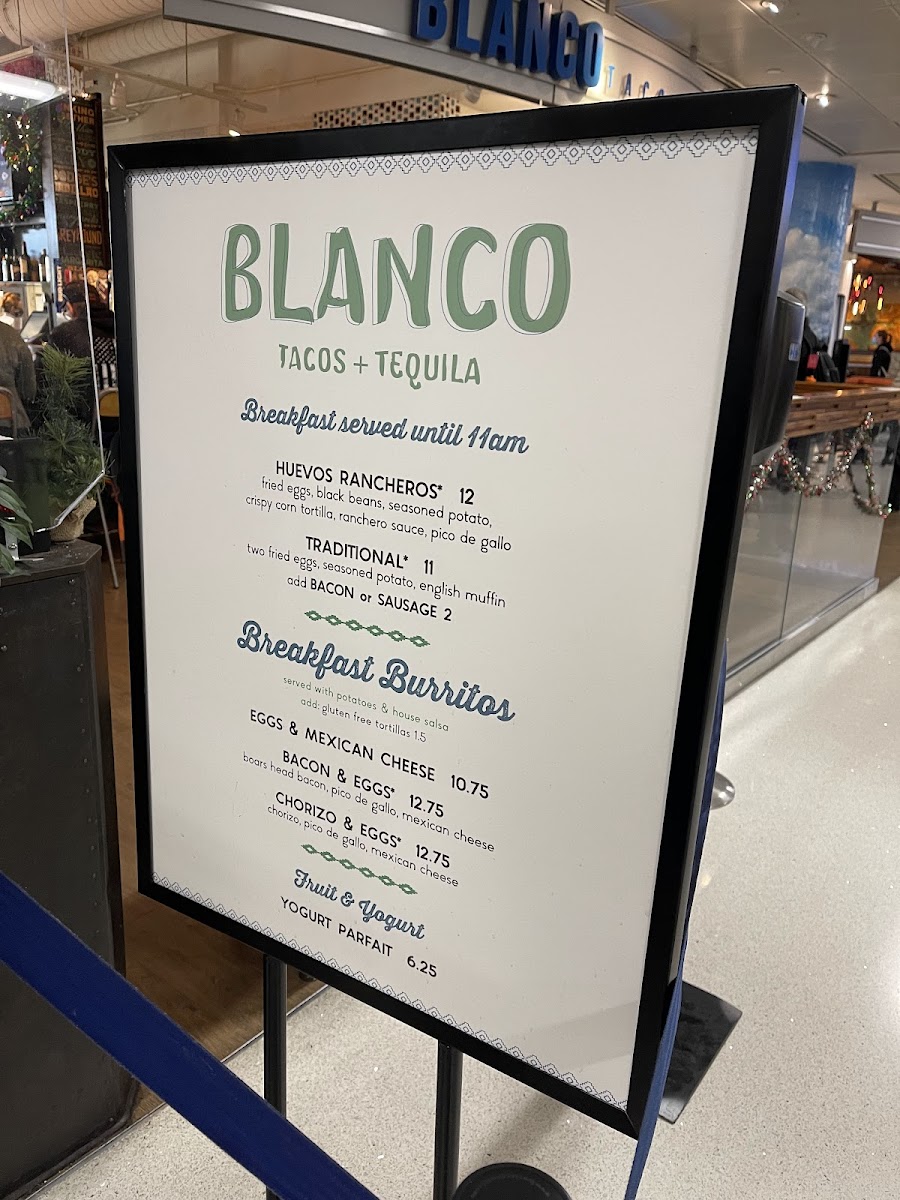 BLANCO
TACO
BLANCO
TACOS + TEQUILA
Breakfast served until 11am
HUEVOS RANCHEROS* 12
fried eggs, black beans, seasoned potato,
crispy corn tortilla, ranchero sauce, pico de gallo
TRADITIONAL* 11
two fried eggs, seasoned potato, english muffin
add BACON or SAUSAGE 2
Breakfast Burritos
served with potatoes & house salsa
add: gluten free tortillas 1.5
EGGS & MEXICAN CHEESE 10.75
BACON & EGGS* 12.75
boars head bacon, pico de gallo, mexican cheese
CHORIZO & EGGS* 12.75
chorizo, pico de gallo, mexican cheese
Fruit & Yogurt
YOGURT PARFAIT 6.25